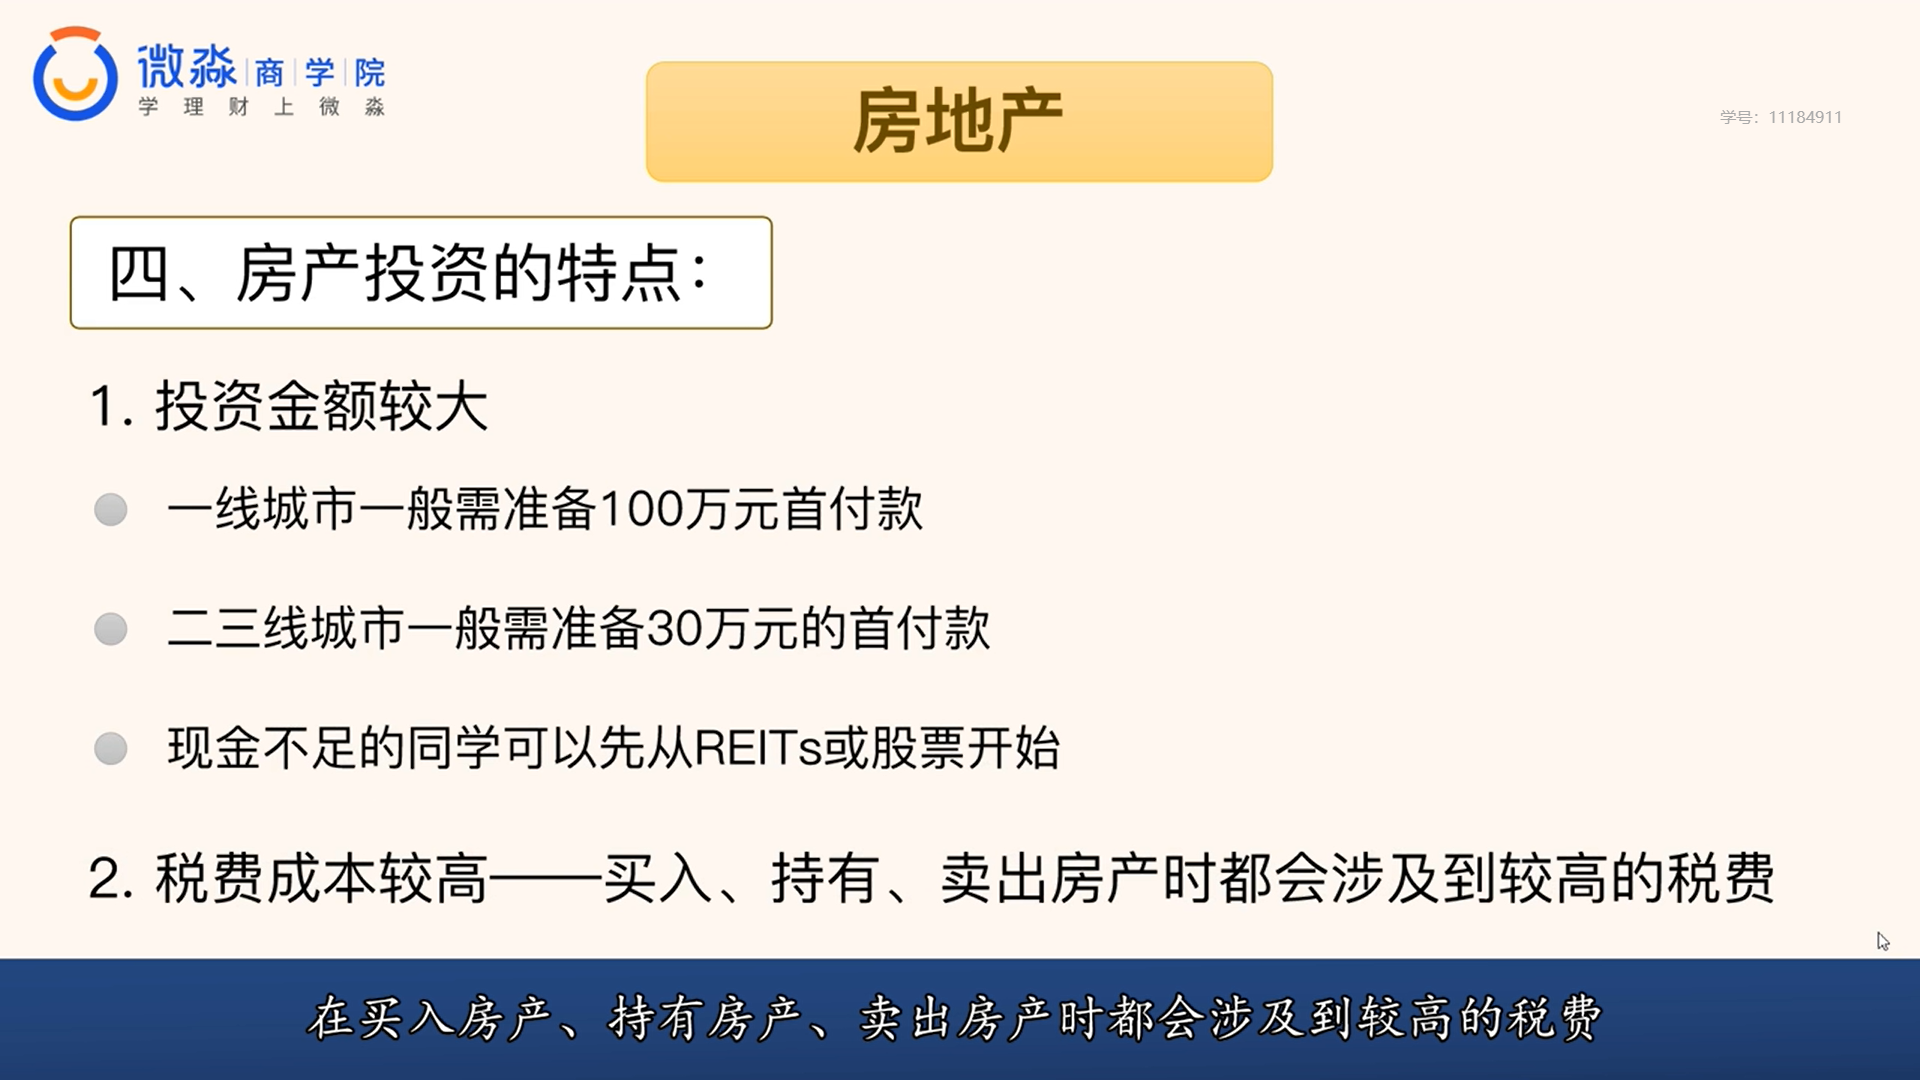 微淼商学院
学理财上微淼
房地产
学号：11184911
四、房产投资的特点：
1. 投资金额较大
一线城市一般需准备100万元首付款
二三线城市一般需准备30万元的首付款
现金不足的同学可以先从REITs或股票开始
2. 税费成本较高——买入、持有、卖出房产时都会涉及到较高的税费
在买入房产、持有房产、卖出房产时都会涉及到较高的税费